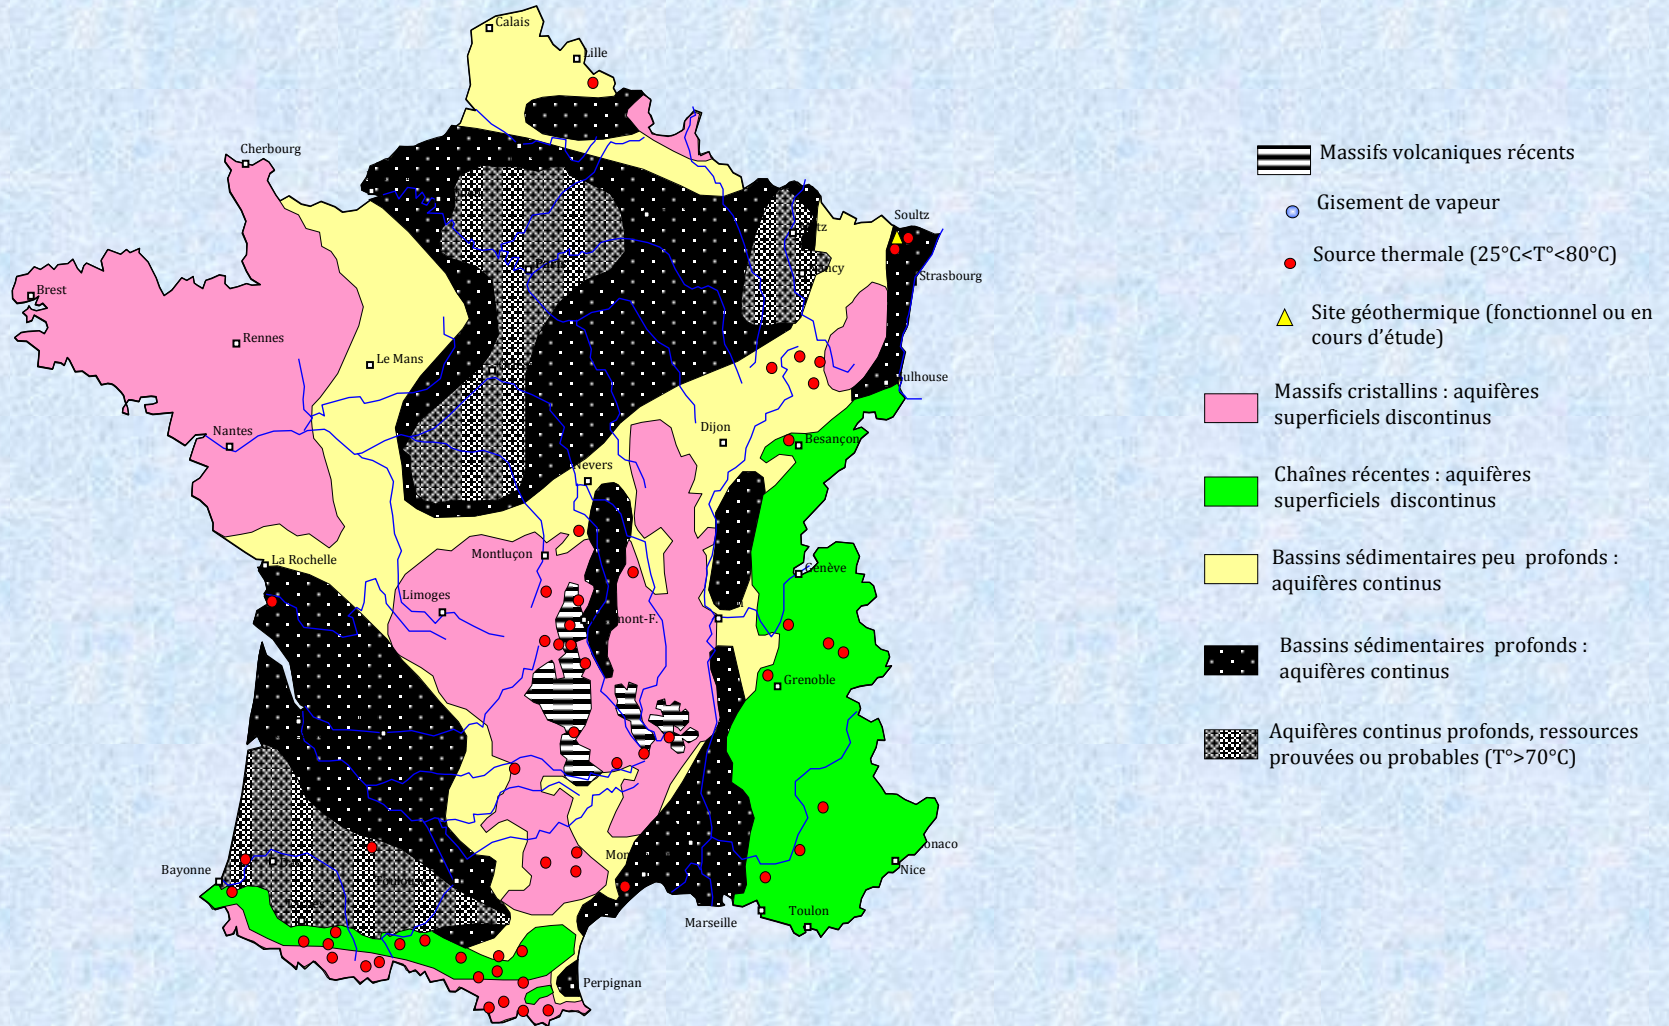 Calais
Lille
Cherbourg
Soultz
Strasbourg
Brest
Rennes
Le Mans
Nantes
Dijon
Besançon
Nevers
Montluçon
La Rochelle
Genève
Limoges
mont-F.
Grenoble
Bayonne
Nice
Marseille
Toulon
Perpignan
Massifs volcaniques récents
Gisement de vapeur
Source thermale (25°C<T°<80°C)
Site géothermique (fonctionnel ou en
cours d’étude)
Massifs cristallins : aquifères
superficiels discontinus
Chaînes récentes : aquifères
superficiels discontinus
Bassins sédimentaires peu profonds :
aquifères continus
Bassins sédimentaires profonds :
aquifères continus
Aquifères continus profonds, ressources
prouvées ou probables (T°>70°C)